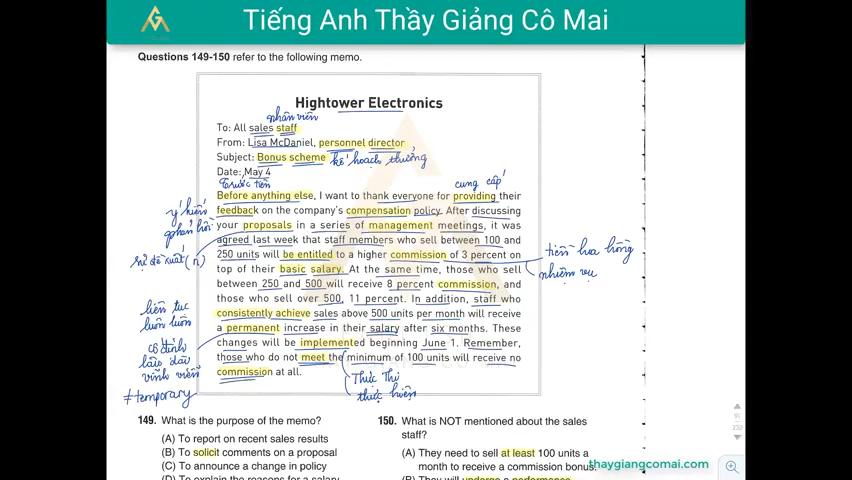 Tiếng Anh Thầy Giảng Cô Mai
Questions 149-150 refer to the following memo.
Hightower Electronics
nhân viên
To: All sales staff
From: Lisa McDaniel, personnel director
Subject: Bonus scheme kế hoạch thưởng
Date: May 4
trước tiên
cung cấp
Before anything else, I want to thank everyone for providing their
feedback on the company's compensation policy. After discussing
your proposals in a series of management meetings, it was
agreed last week that staff members who sell between 100 and
250 units will be entitled to a higher commission of 3 percent on
top of their basic salary. At the same time, those who sell
between 250 and 500 will receive 8 percent commission, and
those who sell over 500, 11 percent. In addition, staff who
consistently achieve sales above 500 units per month will receive
a permanent increase in their salary after six months. These
changes will be implemented beginning June 1. Remember,
those who do not meet the minimum of 100 units will receive no
commission at all.
ý kiến
phản hồi
sự đề xuất (n)
liên tục
luôn luôn
cố định
lâu dài
vĩnh viễn
≠ temporary
tiền hoa hồng
nhiệm vụ
Thực thi
thực hiện
149. What is the purpose of the memo?
(A) To report on recent sales results
(B) To solicit comments on a proposal
(C) To announce a change in policy
(D) To explain the reasons for a salary
150. What is NOT mentioned about the sales
staff?
(A) They need to sell at least 100 units a
month to receive a commission bonus.
(B) They will undergo a performance
thaygiangcomai.com